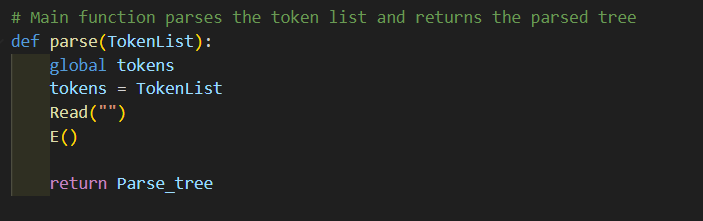 # Main function parses the token list and returns the parsed tree
def parse(TokenList):
    global tokens
    tokens = TokenList
    Read("")
    E()

    return Parse_tree